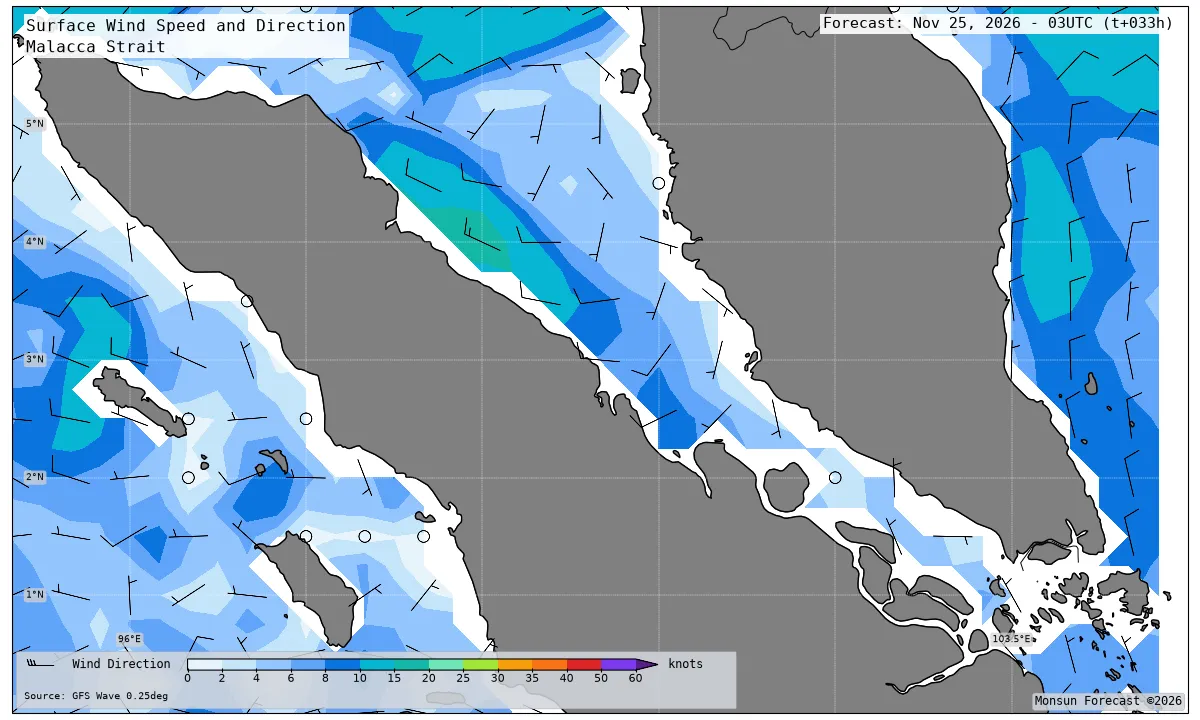 Surface Wind Speed and Direction
Malacca Strait
Forecast: Nov 25, 2026 - 03UTC (t+033h)
5°N
4°N
3°N
2°N
1°N
96°E
103.5°E
Wind Direction
knots
0 2 4 6 8 10 15 20 25 30 35 40 50 60
Source: GFS Wave 0.25deg
Monsun Forecast ©2026